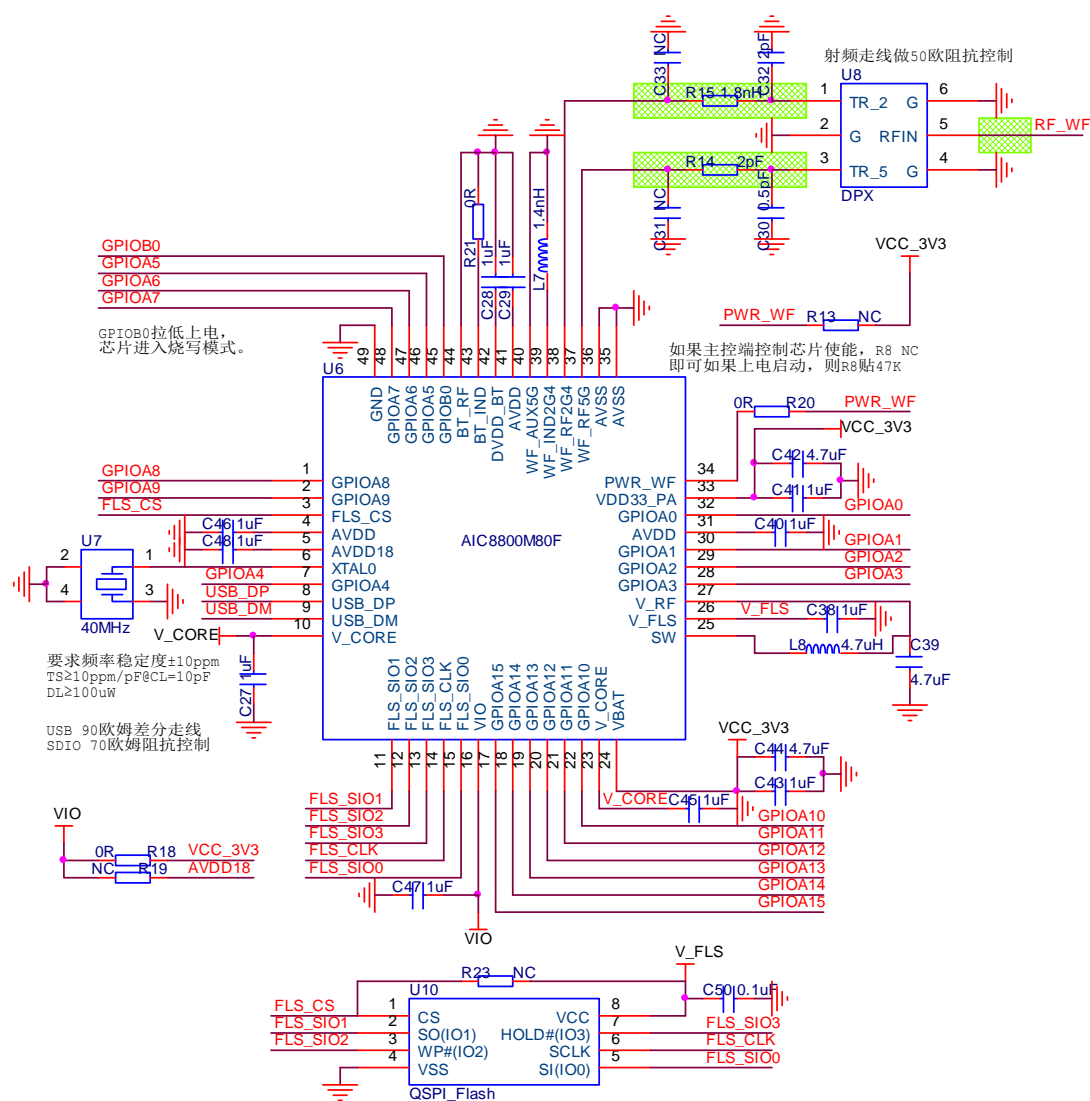 C33 NC
C32 2pF
射频走线做50欧阻抗控制
U8
R15 1.8nH
1 TR_2 G 6
2 G RFIN 5 RF_WF
3 TR_5 G 4
DPX
R14 2pF
C31 NC
C30 0.5pF
R21 0R
C28 1uF
C29 1uF
L7 1.4nH
GPIOB0
GPIOA5
GPIOA6
GPIOA7
GPIOB0拉低上电，
芯片进入烧写模式。
VCC_3V3
PWR_WF R13 NC
如果主控端控制芯片使能，R8 NC
即可如果上电启动，则R8贴47K
U6
49 GND
48 GPIOA7
47 GPIOA6
46 GPIOA5
45 GPIOB0
44 BT_RF
43 BT_IND
42 DVDD_BT
41 AVDD
40 WF_AUX5G
39 WF_IND2G4
38 WF_RF2G4
37 WF_RF5G
36 AVSS
35 AVSS
0R R20 PWR_WF
VCC_3V3
C42 4.7uF
C41 1uF
GPIOA8 1 GPIOA8
GPIOA9 2 GPIOA9
FLS_CS 3 FLS_CS
C46 1uF 4 AVDD
C48 1uF 5 AVDD18
6 XTAL0
GPIOA4 7 GPIOA4
USB_DP 8 USB_DP
USB_DM 9 USB_DM
V_CORE 10 V_CORE
AIC8800M80F
34 PWR_WF
33 VDD33_PA
32 GPIOA0 GPIOA0
31 AVDD C40 1uF
30 GPIOA1 GPIOA1
29 GPIOA2 GPIOA2
28 GPIOA3 GPIOA3
27 V_RF
26 V_FLS V_FLS C38 1uF
25 SW L8 4.7uH
C39
4.7uF
U7
2 1
4 3
40MHz
C27 1uF
要求频率稳定度±10ppm
TS≥10ppm/pF@CL=10pF
DL≥100uW
USB 90欧姆差分走线
SDIO 70欧姆阻抗控制
11 FLS_SIO1
12 FLS_SIO2
13 FLS_SIO3
14 FLS_CLK
15 FLS_SIO0
16 VIO
17 GPIOA15
18 GPIOA14
19 GPIOA13
20 GPIOA12
21 GPIOA11
22 GPIOA10
23 V_CORE
24 VBAT
VCC_3V3
C44 4.7uF
C43 1uF
V_CORE C45 1uF
FLS_SIO1
FLS_SIO2
FLS_SIO3
FLS_CLK
FLS_SIO0
GPIOA10
GPIOA11
GPIOA12
GPIOA13
GPIOA14
GPIOA15
C47 1uF
VIO
VIO
0R R18 VCC_3V3
NC R19 AVDD18
V_FLS
R23 NC
U10
C50 0.1uF
FLS_CS 1 CS VCC 8
FLS_SIO1 2 SO(IO1) HOLD#(IO3) 7 FLS_SIO3
FLS_SIO2 3 WP#(IO2) SCLK 6 FLS_CLK
4 VSS SI(IO0) 5 FLS_SIO0
QSPI_Flash